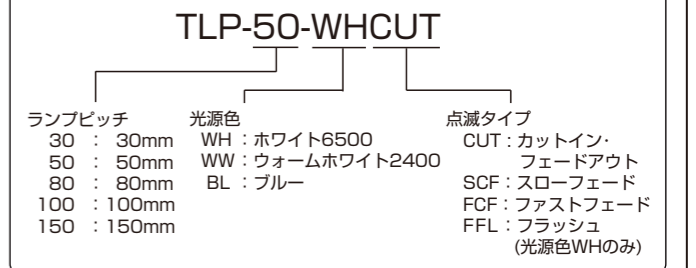 TLP-50-WHCUT
ランプピッチ
30 : 30mm
50 : 50mm
80 : 80mm
100 : 100mm
150 : 150mm
光源色
WH : ホワイト6500
WW : ウォームホワイト2400
BL : ブルー
点滅タイプ
CUT : カットイン・
フェードアウト
SCF : スローフェード
FCF : ファストフェード
FFL : フラッシュ
(光源色WHのみ)